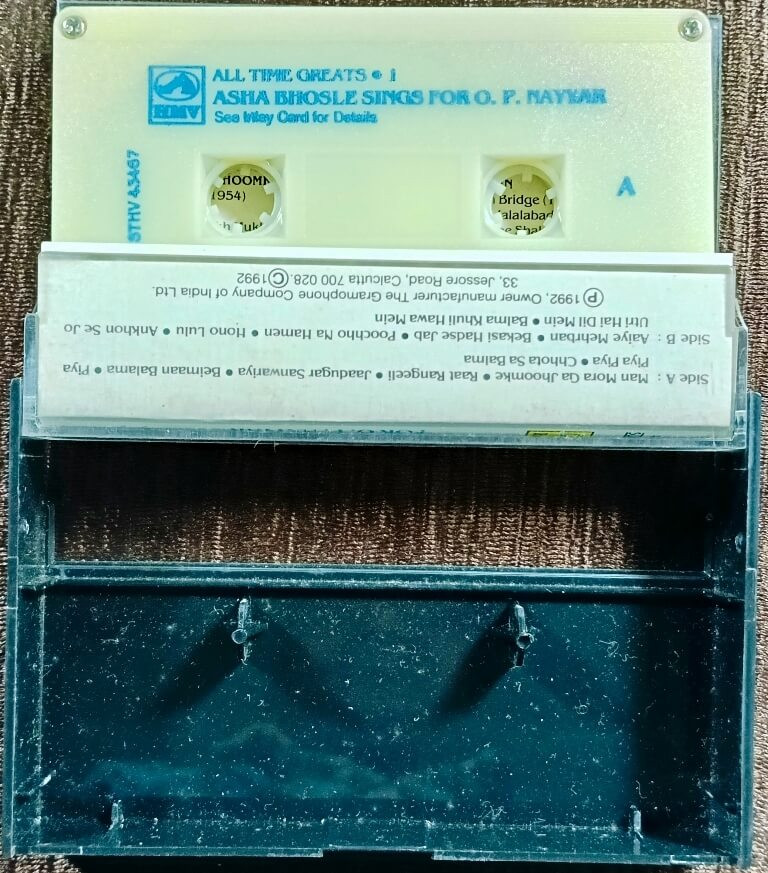 ALL TIME GREATS • 1
ASHA BHOSLE SINGS FOR O. P. NAYYAR
HMV
See Inlay Card for Details
STHV 43467
A
1954)
Bridge
Side A : Man Mora Ga Jhoomke • Raat Rangeeli • Jaadugar Sanwariya • Beimaan Balama • Piya
Piya Piya • Chhota Sa Balma
Side B : Aaiye Mehrban • Bekasi Hadse Jab • Poochho Na Hamen • Hono Lulu • Ankhon Se Jo
Utri Hai Dil Mein • Balma Khuli Hawa Mein
Ⓟ 1992, Owner manufacturer The Gramophone Company of India Ltd.
33, Jessore Road, Calcutta 700 028. Ⓒ 1992